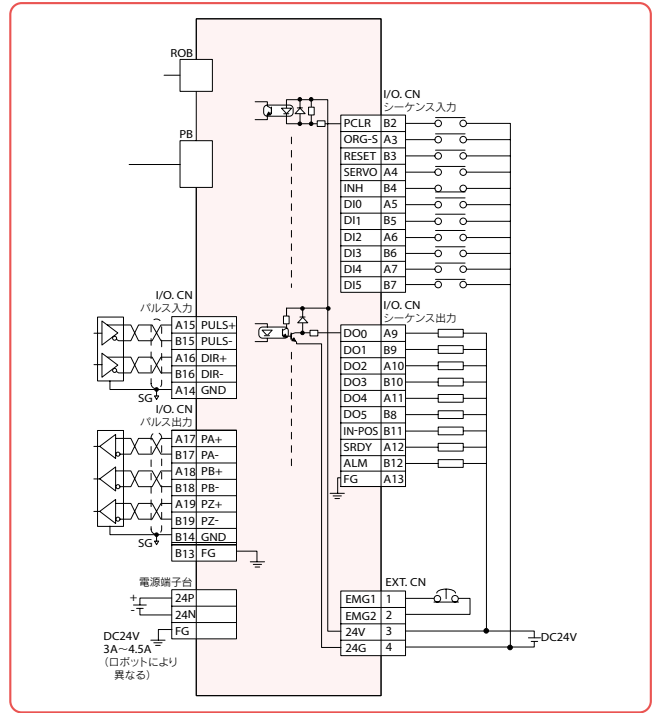 ROB
PB
I/O. CN
シーケンス入力
PCLR B2
ORG-S A3
RESET B3
SERVO A4
INH B4
DI0 A5
DI1 B5
DI2 A6
DI3 B6
DI4 A7
DI5 B7
I/O. CN
パルス入力
A15 PULS+
B15 PULS-
A16 DIR+
B16 DIR-
A14 GND
SG
I/O. CN
シーケンス出力
DO0 A9
DO1 B9
DO2 A10
DO3 B10
DO4 A11
DO5 B8
IN-POS B11
SRDY A12
ALM B12
FG A13
I/O. CN
パルス出力
A17 PA+
B17 PA-
A18 PB+
B18 PB-
A19 PZ+
B19 PZ-
B14 GND
SG
B13 FG
電源端子台
+ 24P
- 24N
FG
DC24V
3A～4.5A
（ロボットにより
異なる）
EXT. CN
EMG1 1
EMG2 2
24V 3
24G 4
DC24V